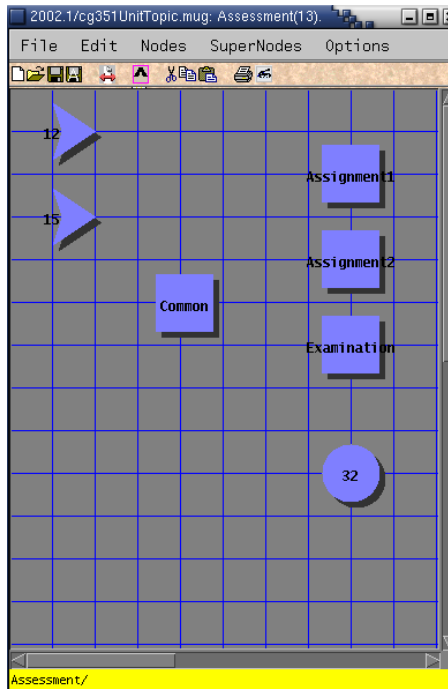 2002.1/cg351UnitTopic.mug: Assessment(13).
File Edit Nodes SuperNodes Options
12
Assignment1
15
Assignment2
Common
Examination
32
Assessment/